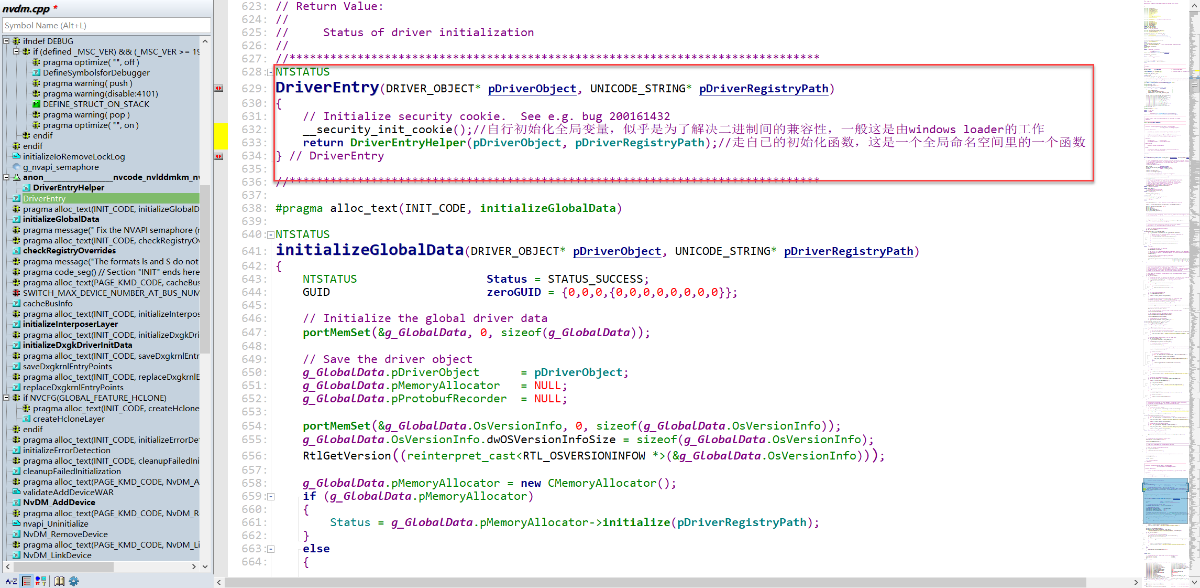 nvdm.cpp *
Symbol Name (Alt+L)
ifndef DEBUG
if (defined _MSC_VER) && (_MSC_VER >= 19
pragma optimize( "", off )
DefineSymbolsforDebugger
pragma warning( push )
pragma warning(disable:4101)
DEFINE_STRUCT_ON_STACK
pragma warning( pop )
pragma optimize( "", on )
endif
endif
initializeIoRemoveLockLog
g_nvapi_semaphore
anon______________nvcode_nvlddmkm_nv
DriverEntryHelper
DriverEntry
pragma alloc_text(INIT_CODE, initializeGlobalD
initializeGlobalData
pragma message(" Fix the NVAPI semaphore (n
pragma alloc_text(INIT_CODE, checkRegistryOv
checkRegistryOverrides
pragma message("The formats ls and S do not
pragma code_seg() // Section "INIT" ends here
pragma alloc_text(PAGE_KMD_CODE, cacheBus
SWITCH_MAX_DEVICE_NUMBER_AT_BUS_NUM
cacheBusInfo
pragma alloc_text(INIT_CODE, initializeInterpos
initializeInterposerLayer
pragma alloc_text(INIT_CODE, initializeDxgkDri
initializeDxgkDriverInitData
pragma alloc_text(INIT_CODE, saveDxgkrnlEntr
saveDxgkrnlEntryPoints
pragma alloc_text(INIT_CODE, replaceDxgkrnlE
replaceDxgkrnlEntryPoints
if NVCFG(GLOBAL_FEATURE_HCLONE)
pragma alloc_text(INIT_CODE, createHclone
createHcloneLayer
endif
pragma alloc_text(INIT_CODE, initializeErrorDe
initializeErrorDetection
pragma alloc_text(INIT_CODE, cleanupFailedIni
cleanupFailedInitialization
pragma alloc_text(PAGE_KMD_CODE, NvDM_A
validateAddDeviceWAR
NvDM_AddDevice
pragma alloc_text(PAGE_KMD_CODE, NvDM_R
nvapi_Uninitialize
NvDM_RemoveDevice
pragma alloc_text(PAGE_KMD_CODE, NvDM_Li
NvDM_LinkDevice
A-Z
623: // Return Value:
624: //
625: //     Status of driver initialization
626: //
627: //******************************************************************************
628: NTSTATUS
629: DriverEntry(DRIVER_OBJECT* pDriverObject, UNICODE_STRING* pDriverRegistryPath)
630: {
631:     // Initialize security cookie.  See e.g. bug 200161432
632:     __security_init_cookie();//自行初始化全局变量，似乎是为了解决二进制间的兼容性，一般这是由windows loader的工作
633:     return DriverEntryHelper(pDriverObject, pDriverRegistryPath);//走自己的初始化函数，这是一个全局命名空间里的一个函数
634: } // DriverEntry
635:
636: //******************************************************************************
637:
638: #pragma alloc_text(INIT_CODE, initializeGlobalData)
639:
640: NTSTATUS
641: initializeGlobalData(DRIVER_OBJECT* pDriverObject, UNICODE_STRING* pDriverRegistryPath)
642: {
643:     NTSTATUS                   Status = STATUS_SUCCESS;
644:     GUID                       zeroGUID = {0,0,0,{0,0,0,0,0,0,0,0}};
645:
646:     // Initialize the global driver data
647:     portMemSet(&g_GlobalData, 0, sizeof(g_GlobalData));
648:
649:     // Save the driver object
650:     g_GlobalData.pDriverObject      = pDriverObject;
651:     g_GlobalData.pMemoryAllocator   = NULL;
652:     g_GlobalData.pProtobufRecorder  = NULL;
653:
654:     portMemSet(&g_GlobalData.OsVersionInfo, 0, sizeof(g_GlobalData.OsVersionInfo));
655:     g_GlobalData.OsVersionInfo.dwOSVersionInfoSize = sizeof(g_GlobalData.OsVersionInfo);
656:     RtlGetVersion((reinterpret_cast<RTL_OSVERSIONINFOW *>(&g_GlobalData.OsVersionInfo)));
657:
658:     g_GlobalData.pMemoryAllocator = new CMemoryAllocator();
659:     if (g_GlobalData.pMemoryAllocator)
660:     {
661:         Status = g_GlobalData.pMemoryAllocator->initialize(pDriverRegistryPath);
662:     }
663:     else
664:     {